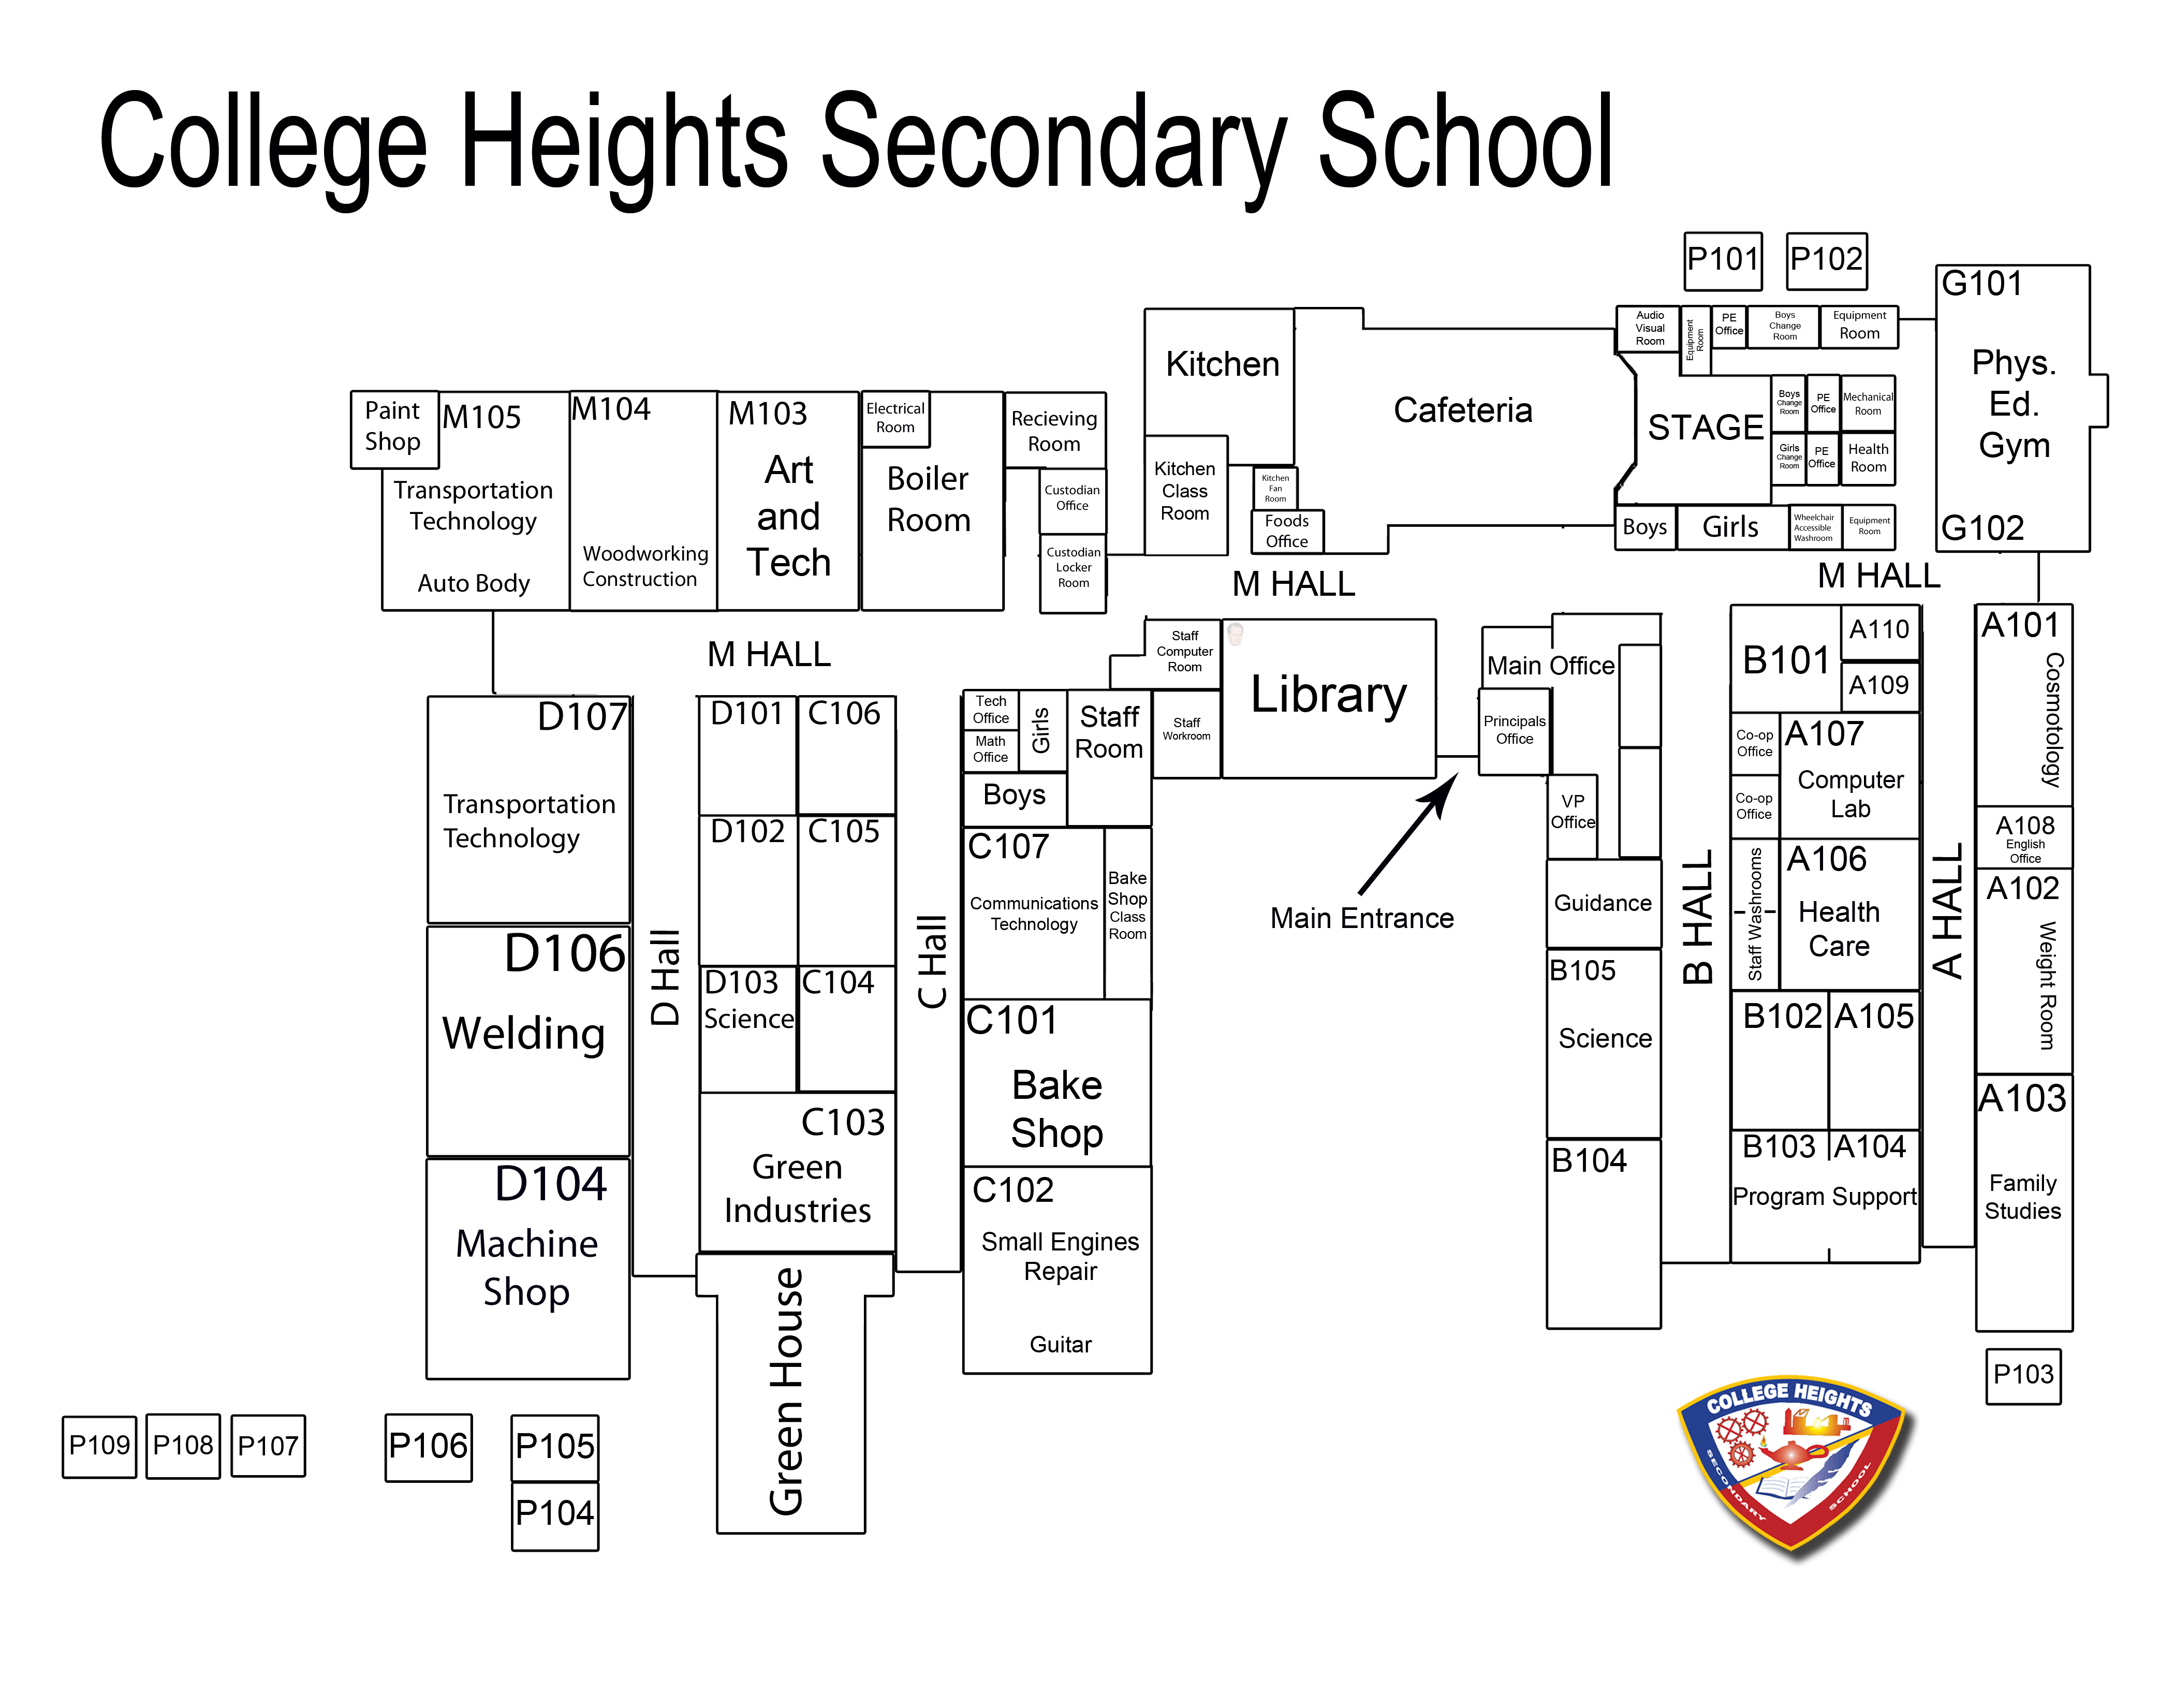 College Heights Secondary School
P101
P102
G101
Phys.
Ed.
Gym
G102
Audio
Visual
Room
Equipment
Room
PE
Office
Boys
Change
Room
Equipment
Room
Kitchen
Cafeteria
STAGE
Boys
Change
Room
PE
Office
Mechanical
Room
Girls
Change
Room
PE
Office
Health
Room
Paint
Shop
M105
Transportation
Technology
Auto Body
M104
Woodworking
Construction
M103
Art
and
Tech
Electrical
Room
Boiler
Room
Recieving
Room
Custodian
Office
Custodian
Locker
Room
Kitchen
Class
Room
Kitchen
Fan
Room
Foods
Office
Boys
Girls
Wheelchair
Accessible
Washroom
Equipment
Room
M HALL
M HALL
M HALL
Staff
Computer
Room
Library
Main Office
Principals
Office
VP
Office
Guidance
B105
Science
B104
B HALL
B101
A110
A109
Co-op
Office
A107
Computer
Lab
Co-op
Office
Staff Washrooms
A106
Health
Care
B102
A105
B103
A104
Program Support
A HALL
A101
Cosmotology
A108
English
Office
A102
Weight Room
A103
Family
Studies
P103
D107
Transportation
Technology
D106
Welding
D104
Machine
Shop
D Hall
D101
C106
D102
C105
D103
Science
C104
C103
Green
Industries
Green House
C Hall
Tech
Office
Math
Office
Girls
Staff
Room
Staff
Workroom
Boys
C107
Communications
Technology
Bake
Shop
Class
Room
C101
Bake
Shop
C102
Small Engines
Repair
Guitar
Main Entrance
P109
P108
P107
P106
P105
P104
COLLEGE HEIGHTS
SECONDARY
SCHOOL